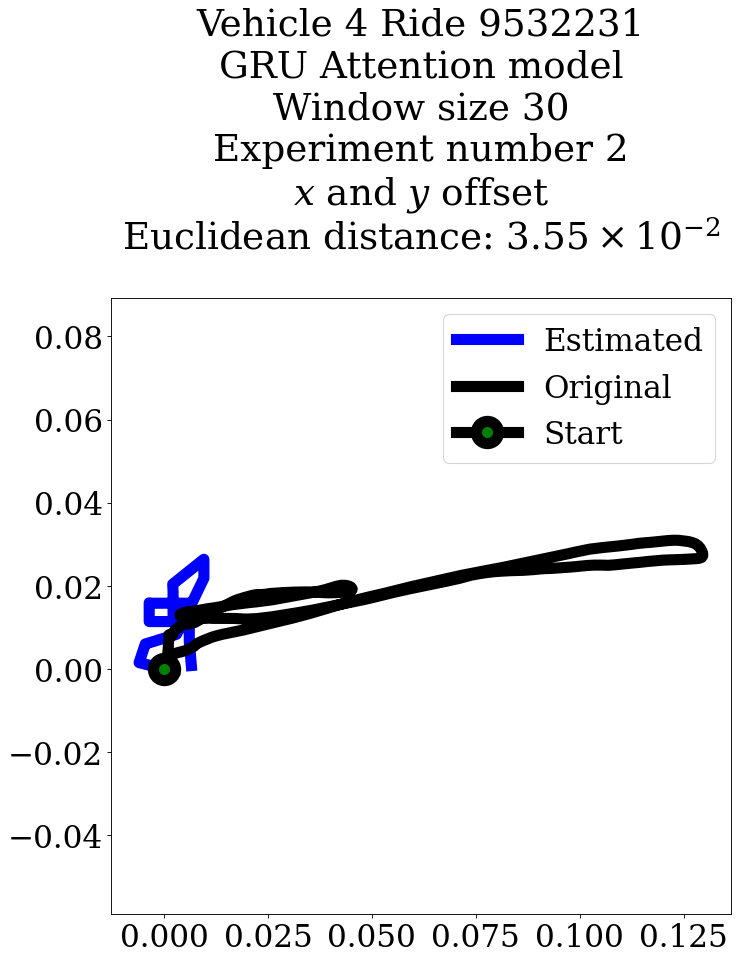 Vehicle 4 Ride 9532231
GRU Attention model
Window size 30
Experiment number 2
x and y offset
Euclidean distance: 3.55 × 10⁻²
Estimated
Original
Start
0.08
0.06
0.04
0.02
0.00
−0.02
−0.04
0.000 0.025 0.050 0.075 0.100 0.125